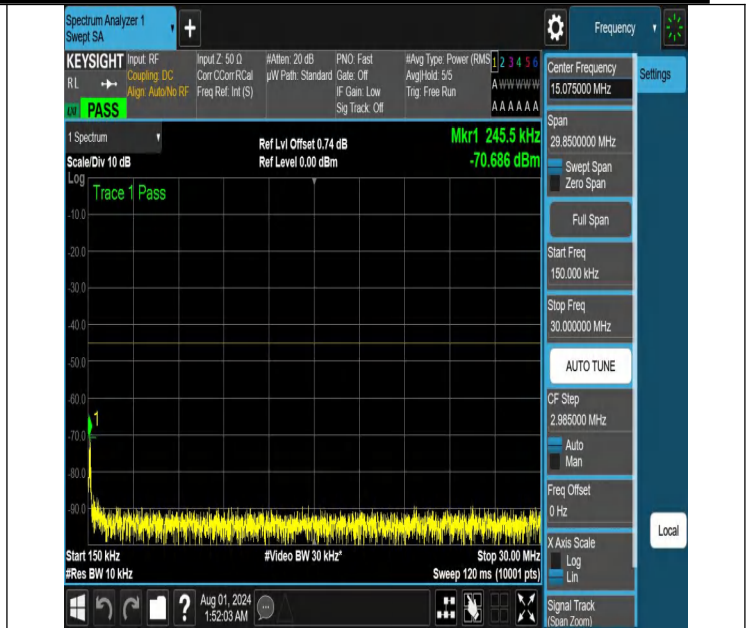 Spectrum Analyzer 1
Swept SA
+
Frequency
KEYSIGHT
RL
PASS
Input: RF
Coupling: DC
Align: Auto/No RF
Input Z: 50 Ω
Corr CCorr RCal
Freq Ref: Int (S)
#Atten: 20 dB
µW Path: Standard
PNO: Fast
Gate: Off
IF Gain: Low
Sig Track: Off
#Avg Type: Power (RMS
Avg|Hold: 5/5
Trig: Free Run
1 2 3 4 5 6
A W W W W W
A A A A A A
1 Spectrum
Scale/Div 10 dB
Ref Lvl Offset 0.74 dB
Ref Level 0.00 dBm
Mkr1 245.5 kHz
-70.686 dBm
Log
Trace 1 Pass
-10.0
-20.0
-30.0
-40.0
-50.0
-60.0
1
-70.0
-80.0
-90.0
Start 150 kHz
#Video BW 30 kHz*
Stop 30.00 MHz
#Res BW 10 kHz
Sweep 120 ms (10001 pts)
Aug 01, 2024
1:52:03 AM
?
Center Frequency
15.075000 MHz
Settings
Span
29.8500000 MHz
Swept Span
Zero Span
Full Span
Start Freq
150.000 kHz
Stop Freq
30.000000 MHz
AUTO TUNE
CF Step
2.985000 MHz
Auto
Man
Freq Offset
0 Hz
Local
X Axis Scale
Log
Lin
Signal Track
(Span Zoom)